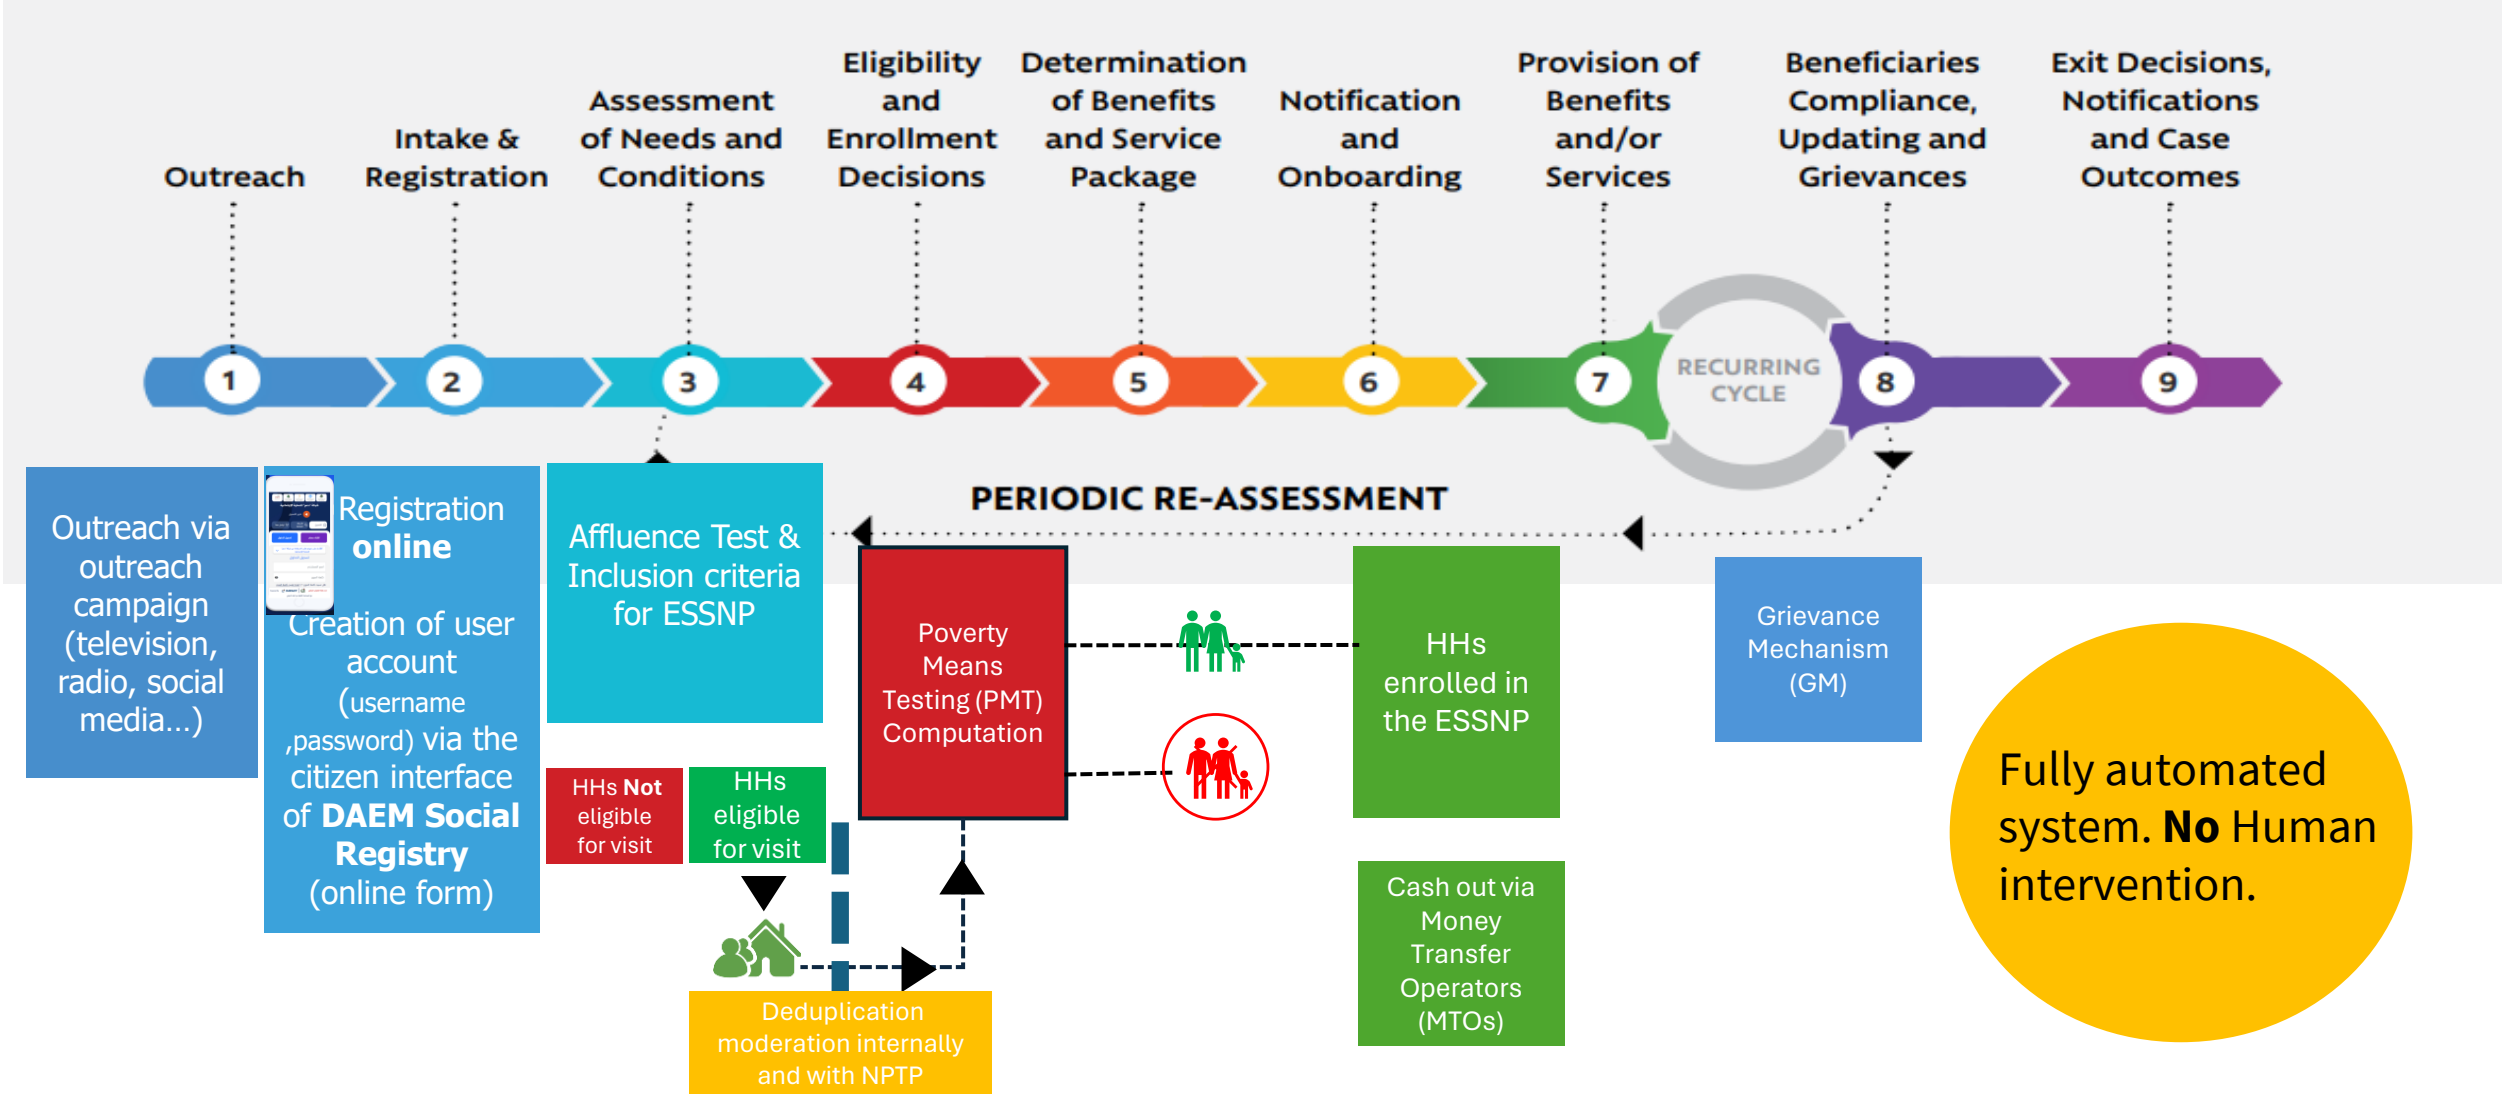 Outreach
Intake &
Registration
Assessment
of Needs and
Conditions
Eligibility
and
Enrollment
Decisions
Determination
of Benefits
and Service
Package
Notification
and
Onboarding
Provision of
Benefits
and/or
Services
Beneficiaries
Compliance,
Updating and
Grievances
Exit Decisions,
Notifications
and Case
Outcomes
1
2
3
4
5
6
7
RECURRING
CYCLE
8
9
PERIODIC RE-ASSESSMENT
Outreach via
outreach
campaign
(television,
radio, social
media...)
Registration
online
Creation of user
account
(username
,password) via the
citizen interface
of DAEM Social
Registry
(online form)
Affluence Test &
Inclusion criteria
for ESSNP
HHs Not
eligible
for visit
HHs
eligible
for visit
Deduplication
moderation internally
and with NPTP
Poverty
Means
Testing (PMT)
Computation
HHs
enrolled in
the ESSNP
Cash out via
Money
Transfer
Operators
(MTOs)
Grievance
Mechanism
(GM)
Fully automated
system. No Human
intervention.